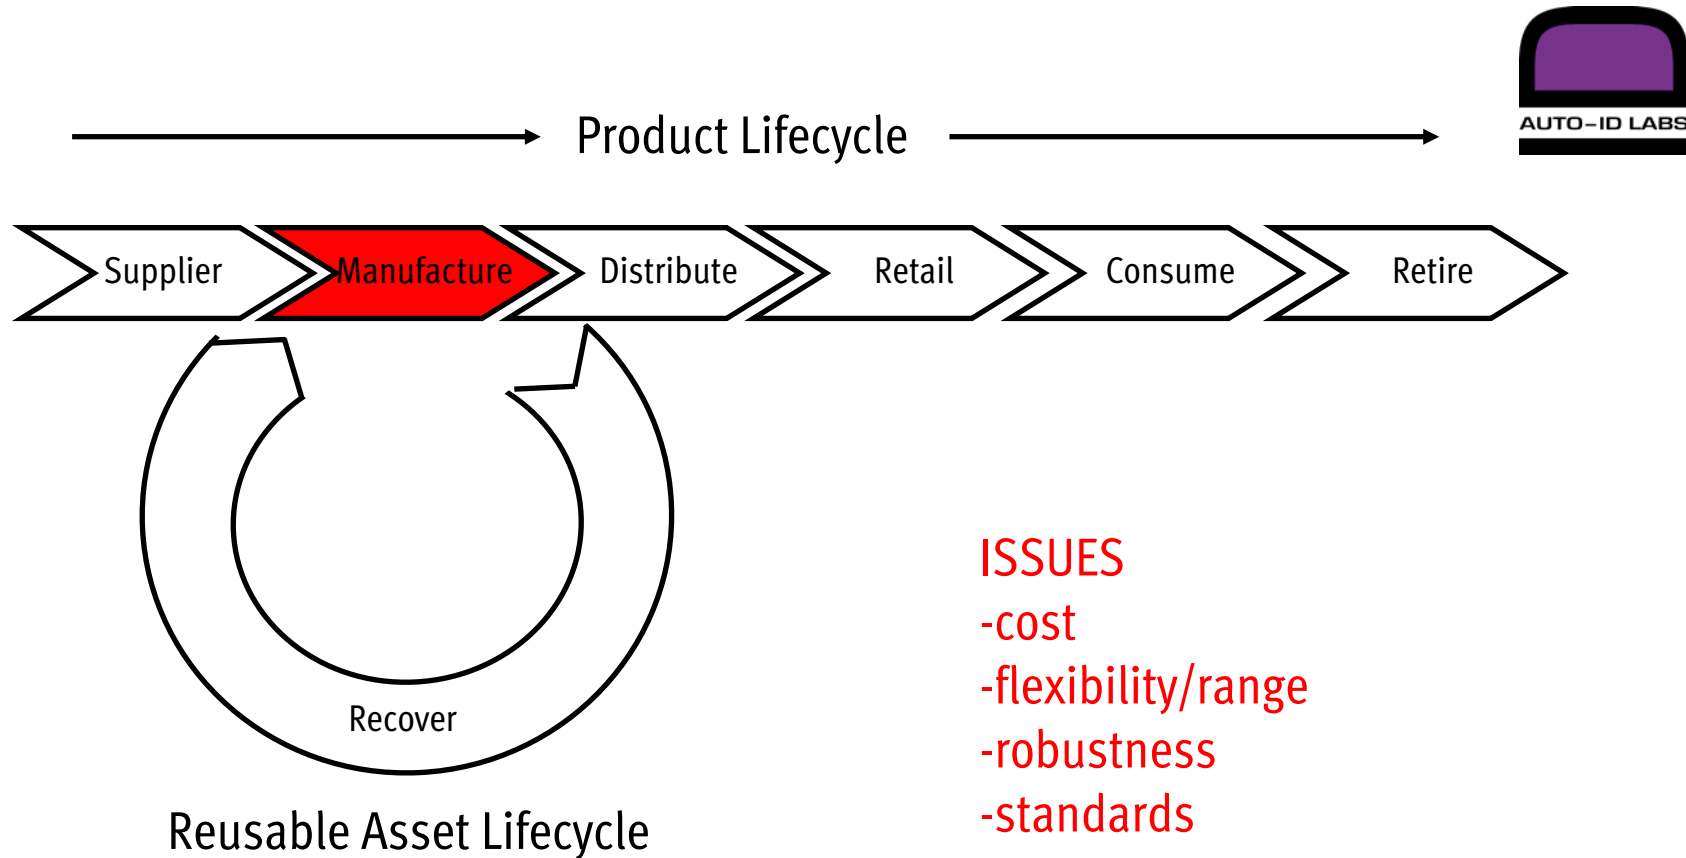 AUTO-ID LABS
Product Lifecycle
Supplier
Manufacture
Distribute
Retail
Consume
Retire
Recover
Reusable Asset Lifecycle
ISSUES
-cost
-flexibility/range
-robustness
-standards